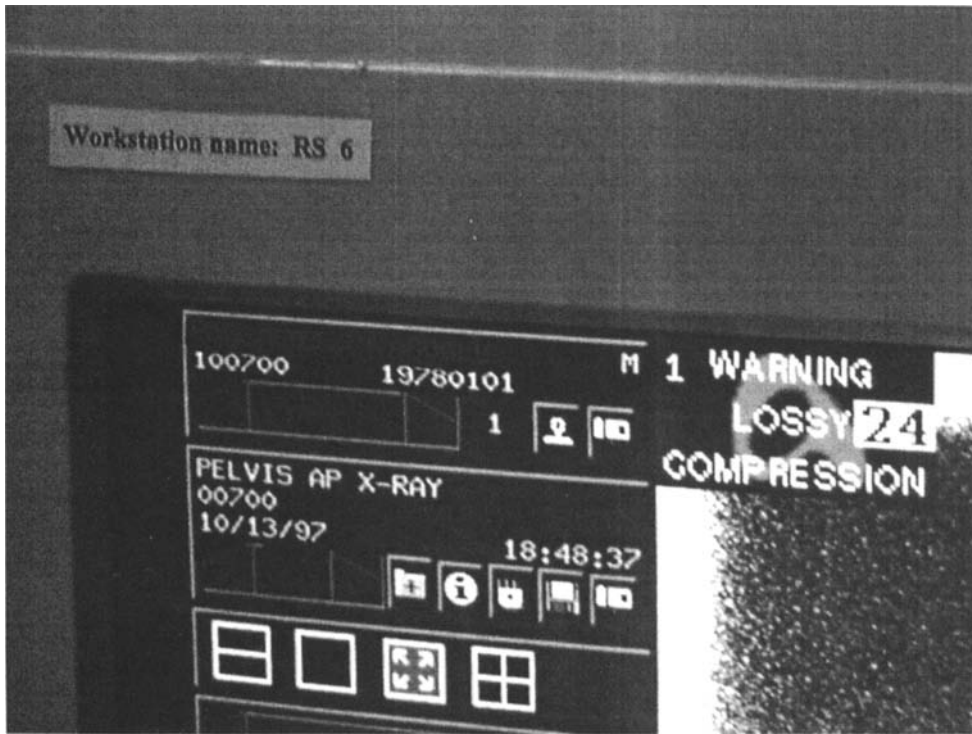 Workstation name: RS 6
100700 19780101 M
1
PELVIS AP X-RAY
00700
10/13/97
18:48:37
1 WARNING
LOSSY 24
COMPRESSION